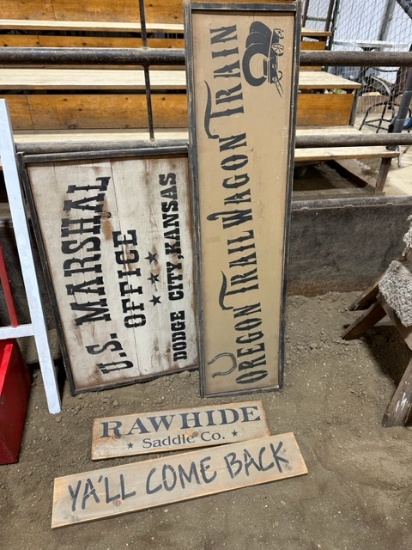 U.S. MARSHAL
OFFICE
DODGE CITY, KANSAS
OREGON TRAIL WAGON TRAIN
RAWHIDE
Saddle Co.
YA'LL COME BACK